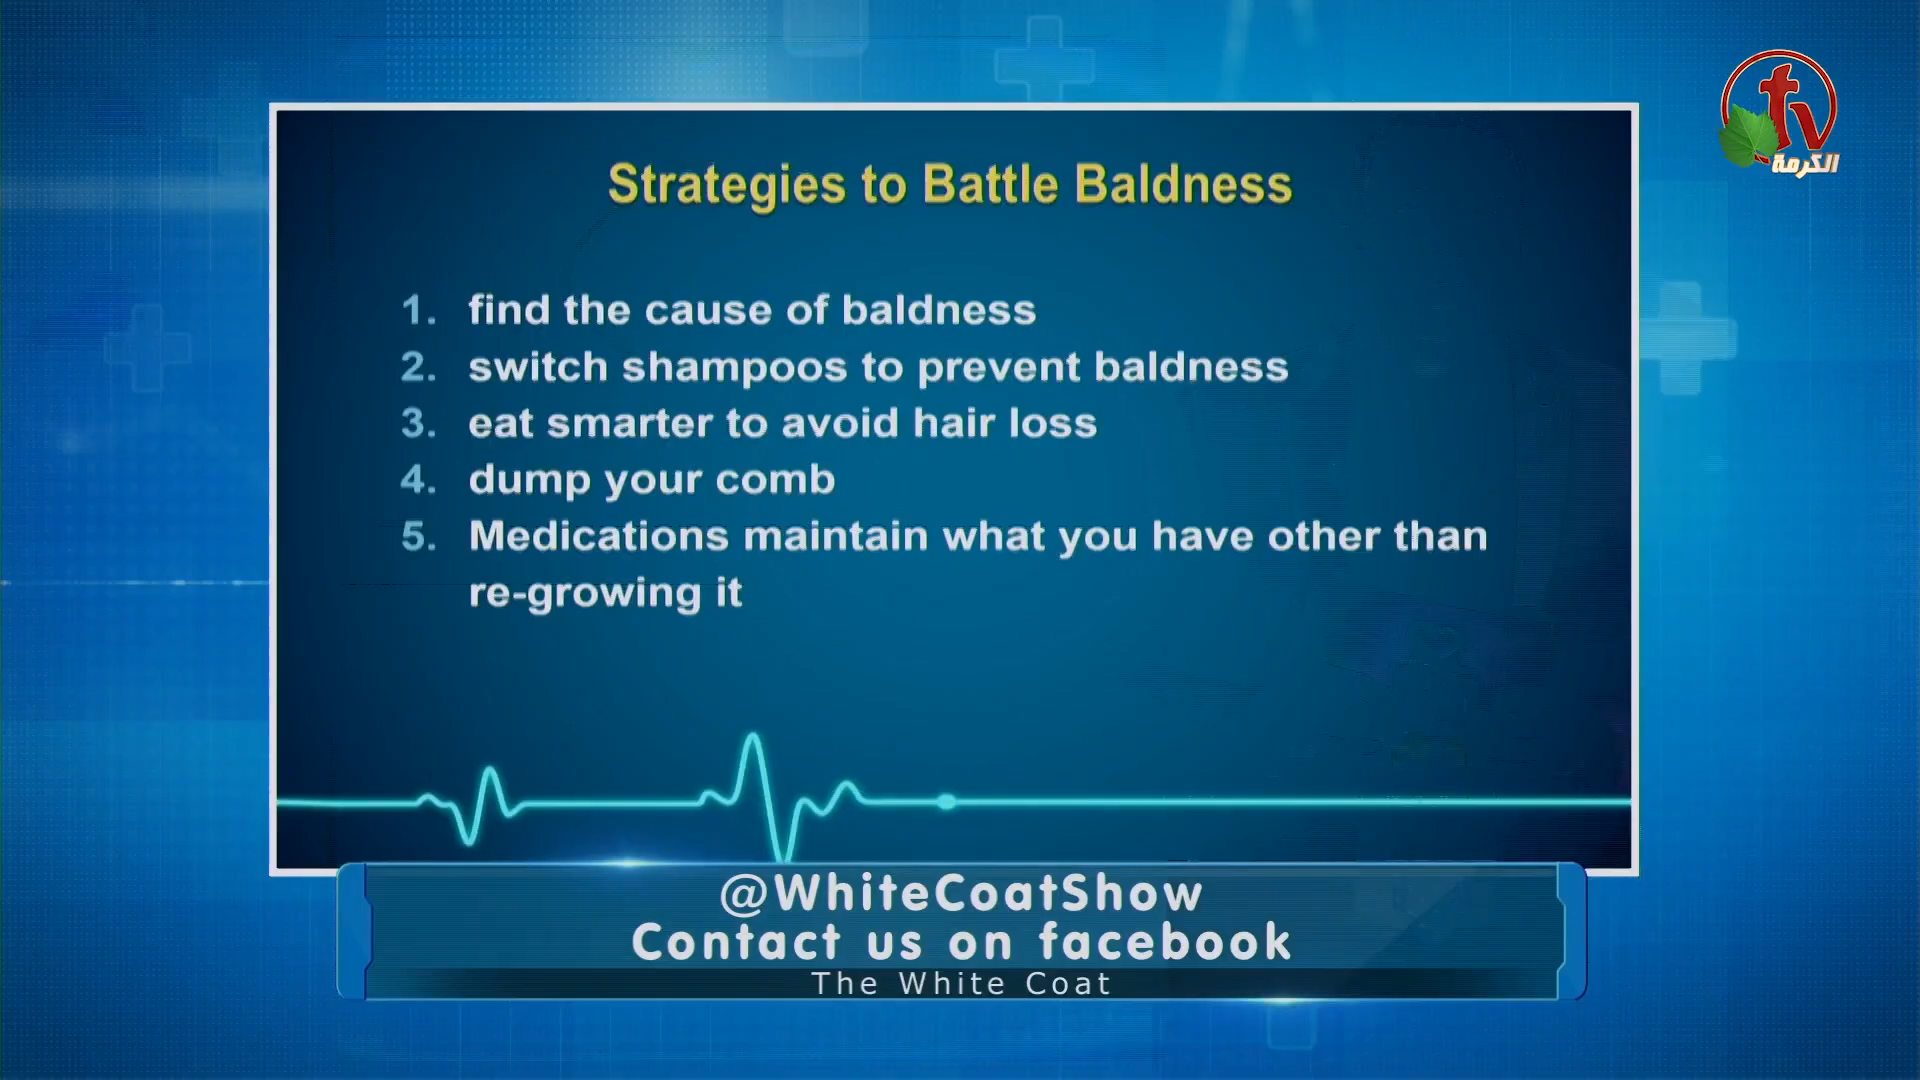 tv
الكرمة
Strategies to Battle Baldness
1. find the cause of baldness
2. switch shampoos to prevent baldness
3. eat smarter to avoid hair loss
4. dump your comb
5. Medications maintain what you have other than
re-growing it
@WhiteCoatShow
Contact us on facebook
The White Coat